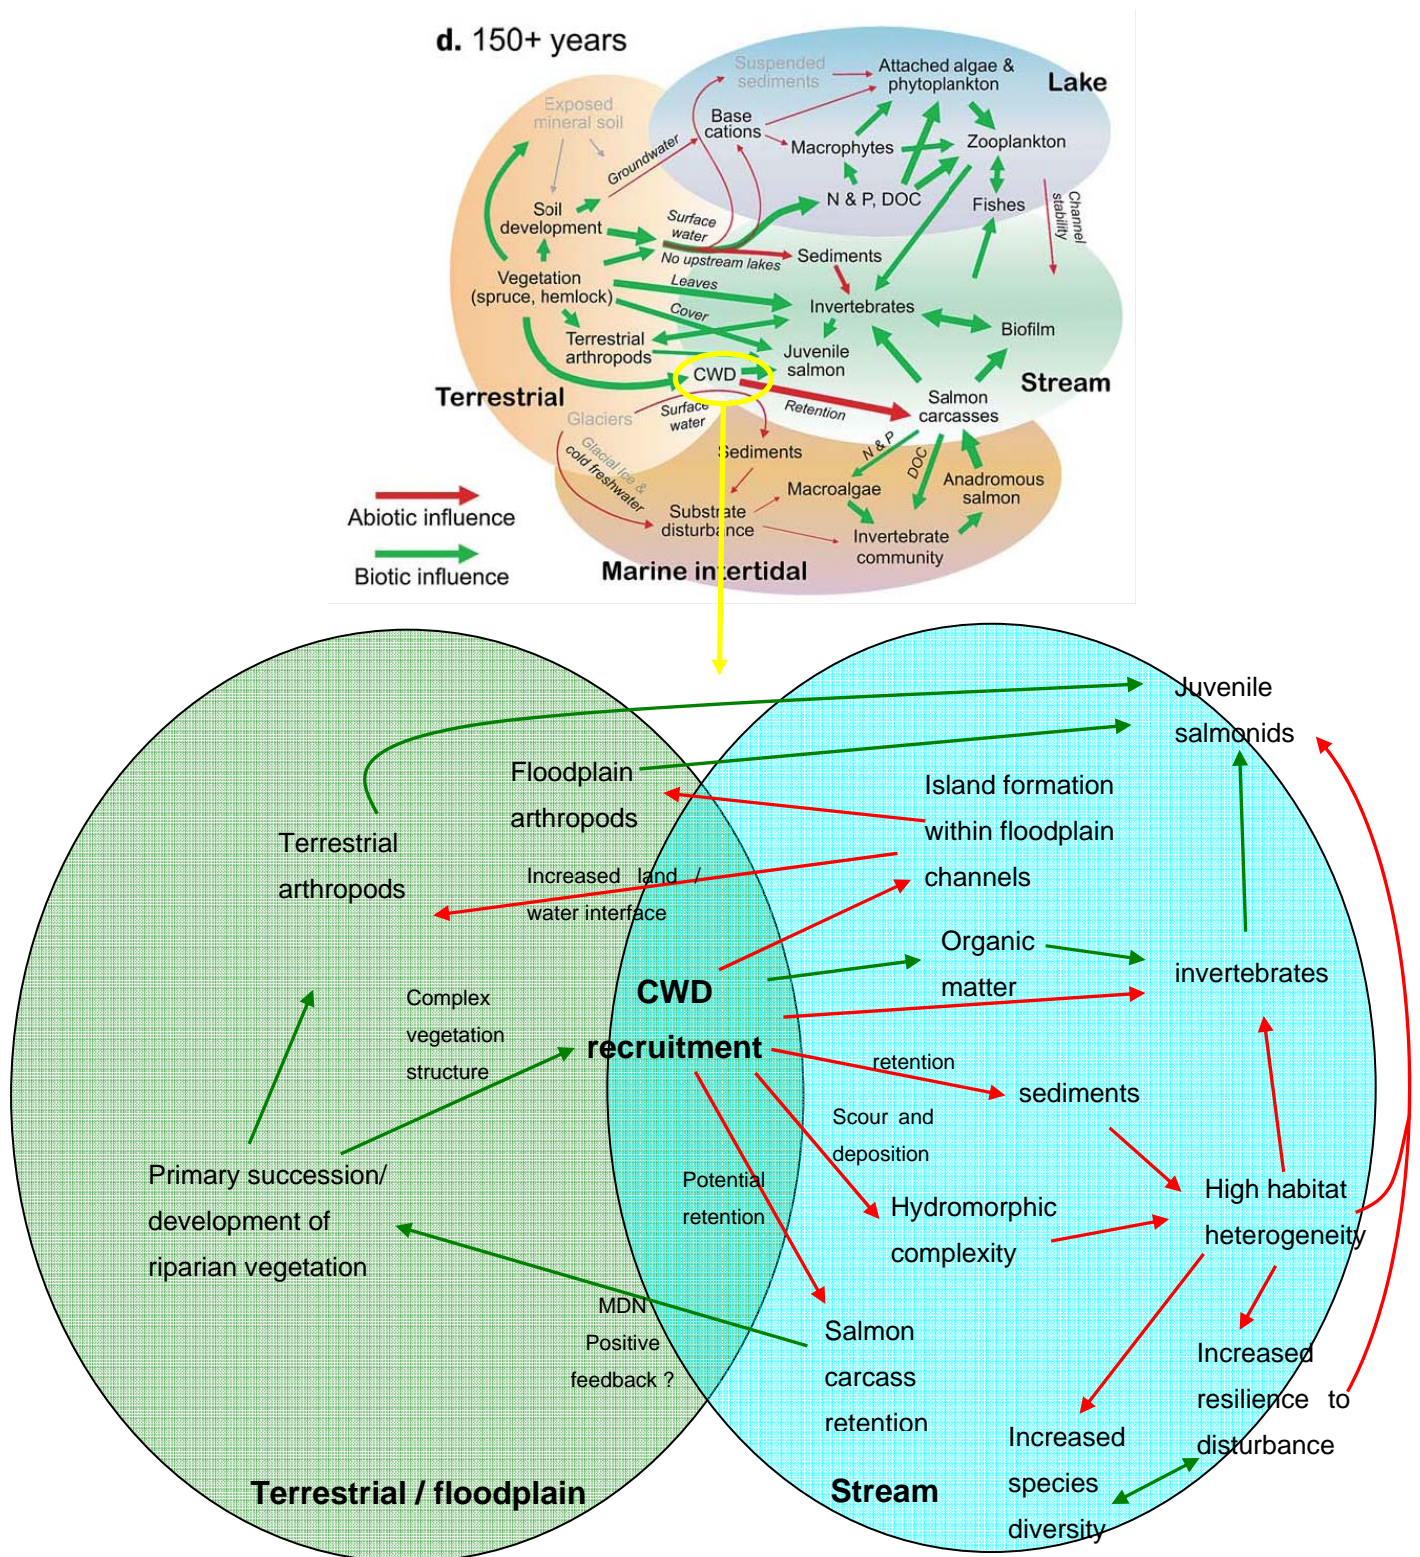 d. 150+ years
Suspended
sediments
Attached algae &
phytoplankton
Lake
Exposed
mineral soil
Base
cations
Groundwater
Macrophytes
Zooplankton
Soil
development
Surface
water
N & P, DOC
Fishes
Channel
stability
No upstream lakes
Sediments
Vegetation
(spruce, hemlock)
Leaves
Cover
Invertebrates
Biofilm
Terrestrial
arthropods
Juvenile
salmon
CWD
Stream
Terrestrial
Retention
Salmon
carcasses
Glaciers
Surface
water
Glacial Ice &
cold freshwater
Sediments
N & P
DOC
Macroalgae
Anadromous
salmon
Abiotic influence
Substrate
disturbance
Invertebrate
community
Biotic influence
Marine intertidal
Juvenile
salmonids
Floodplain
arthropods
Island formation
within floodplain
channels
Terrestrial
arthropods
Increased land /
water interface
Organic
matter
invertebrates
CWD
recruitment
Complex
vegetation
structure
retention
sediments
Scour and
deposition
Primary succession/
development of
riparian vegetation
Potential
retention
Hydromorphic
complexity
High habitat
heterogeneity
MDN
Positive
feedback ?
Salmon
carcass
retention
Increased
resilience to
disturbance
Increased
species
diversity
Terrestrial / floodplain
Stream